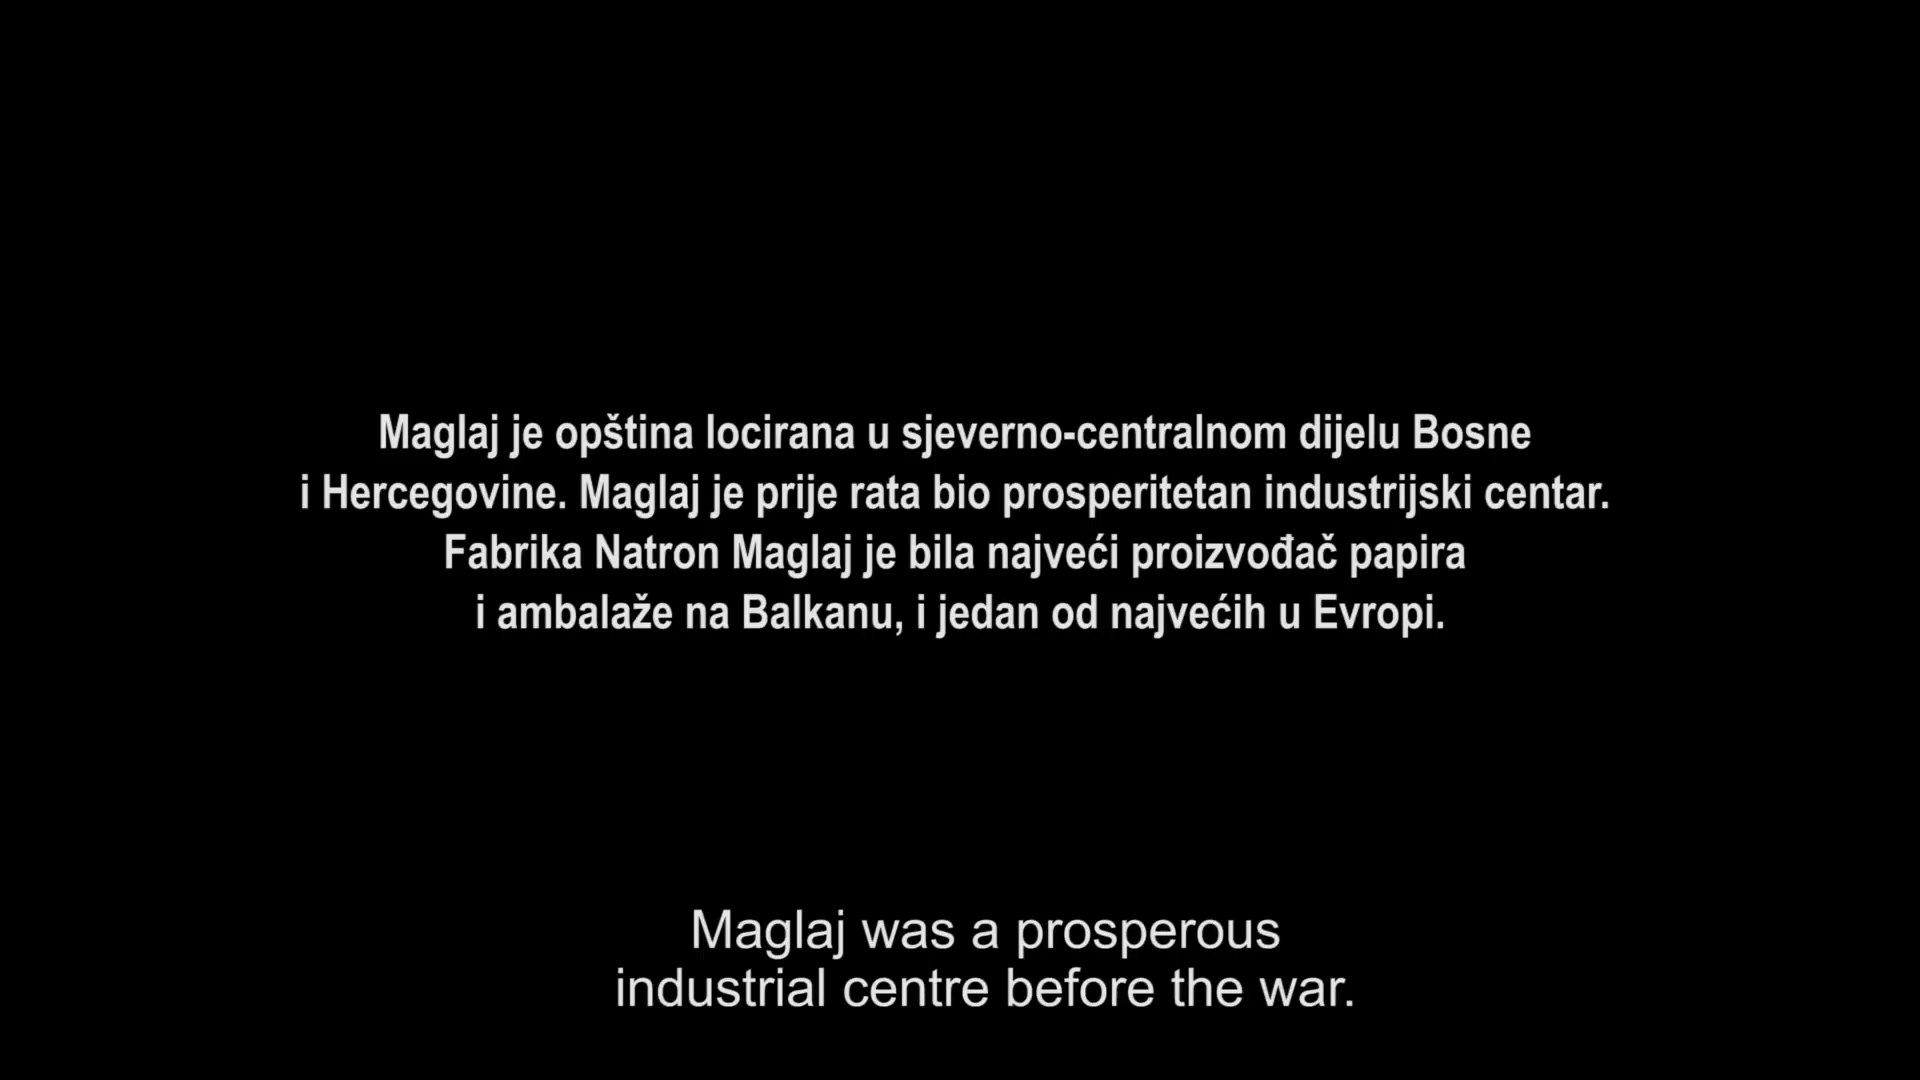 Maglaj je opština locirana u sjeverno-centralnom dijelu Bosne
i Hercegovine. Maglaj je prije rata bio prosperitetan industrijski centar.
Fabrika Natron Maglaj je bila najveći proizvođač papira
i ambalaže na Balkanu, i jedan od najvećih u Evropi.
Maglaj was a prosperous
industrial centre before the war.